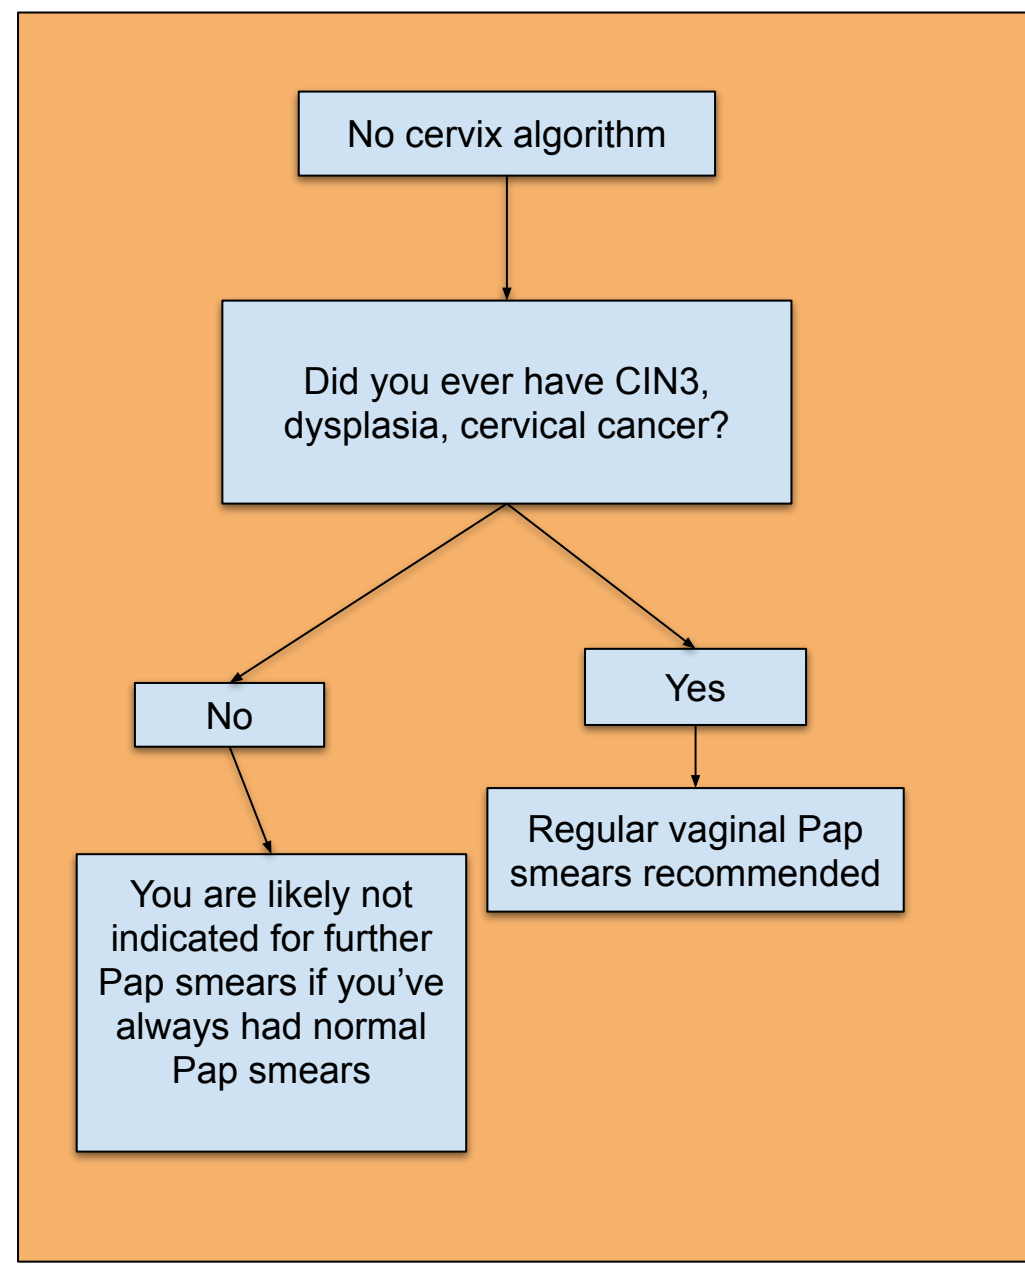 No cervix algorithm
Did you ever have CIN3,
dysplasia, cervical cancer?
No
Yes
Regular vaginal Pap
smears recommended
You are likely not
indicated for further
Pap smears if you’ve
always had normal
Pap smears